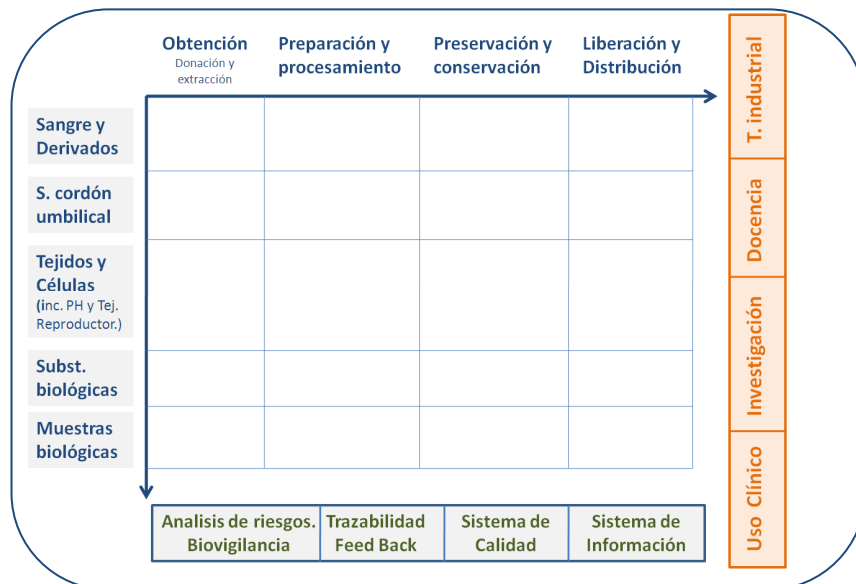 Obtención
Donación y
extracción
Preparación y
procesamiento
Preservación y
conservación
Liberación y
Distribución
Sangre y
Derivados
S. cordón
umbilical
Tejidos y
Células
(inc. PH y Tej.
Reproductor.)
Subst.
biológicas
Muestras
biológicas
Analisis de riesgos.
Biovigilancia
Trazabilidad
Feed Back
Sistema de
Calidad
Sistema de
Información
T. industrial
Docencia
Investigación
Uso Clínico